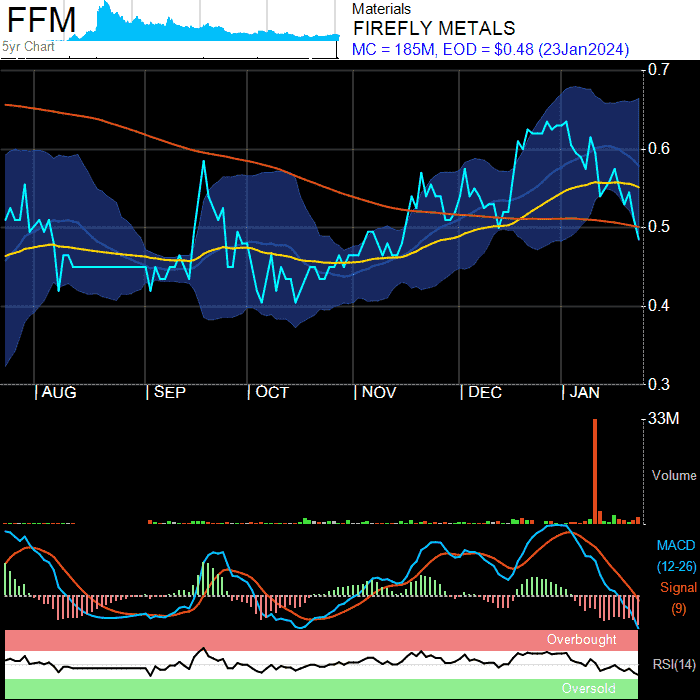 FFM
5yr Chart
Materials
FIREFLY METALS
MC = 185M, EOD = $0.48 (23Jan2024)
0.7
0.6
0.5
0.4
0.3
| AUG | SEP | OCT | NOV | DEC | JAN
33M
Volume
MACD
(12-26)
Signal
(9)
Overbought
RSI(14)
Oversold